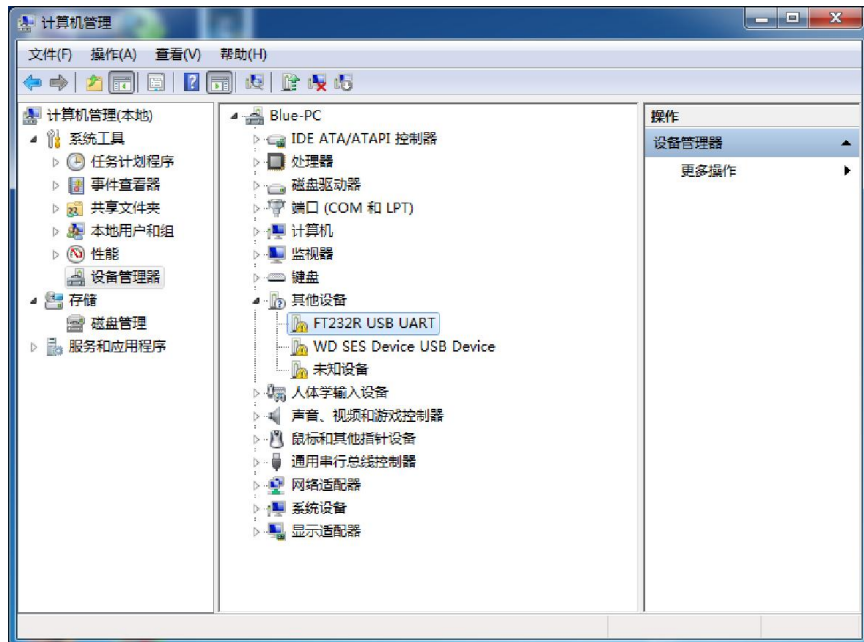 计算机管理
文件(F) 操作(A) 查看(V) 帮助(H)
计算机管理(本地)
系统工具
任务计划程序
事件查看器
共享文件夹
本地用户和组
性能
设备管理器
存储
磁盘管理
服务和应用程序
Blue-PC
IDE ATA/ATAPI 控制器
处理器
磁盘驱动器
端口 (COM 和 LPT)
计算机
监视器
键盘
其他设备
FT232R USB UART
WD SES Device USB Device
未知设备
人体学输入设备
声音、视频和游戏控制器
鼠标和其他指针设备
通用串行总线控制器
网络适配器
系统设备
显示适配器
操作
设备管理器
更多操作